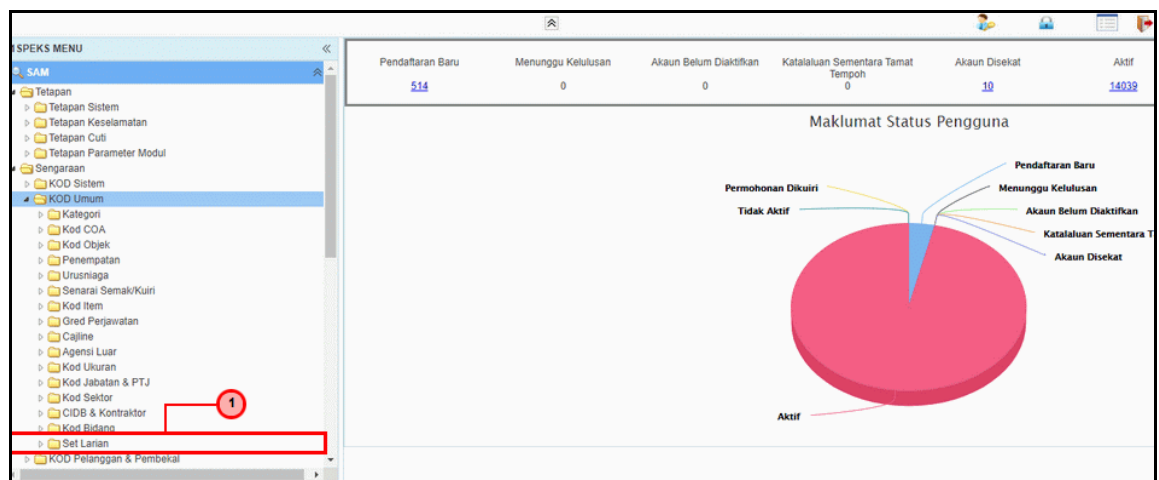 ISPEKS MENU
SAM
Tetapan
Tetapan Sistem
Tetapan Keselamatan
Tetapan Cuti
Tetapan Parameter Modul
Sengaraan
KOD Sistem
KOD Umum
Kategori
Kod COA
Kod Objek
Penempatan
Urusniaga
Senarai Semak/Kuiri
Kod Item
Gred Perjawatan
Cajline
Agensi Luar
Kod Ukuran
Kod Jabatan & PTJ
Kod Sektor
CIDB & Kontraktor
Kod Bidang
Set Larian
KOD Pelanggan & Pembekal
1
Pendaftaran Baru
514
Menunggu Kelulusan
0
Akaun Belum Diaktifkan
0
Katalaluan Sementara Tamat
Tempoh
0
Akaun Disekat
10
Aktif
14039
Maklumat Status Pengguna
Pendaftaran Baru
Permohonan Dikuiri
Menunggu Kelulusan
Tidak Aktif
Akaun Belum Diaktifkan
Katalaluan Sementara T
Akaun Disekat
Aktif